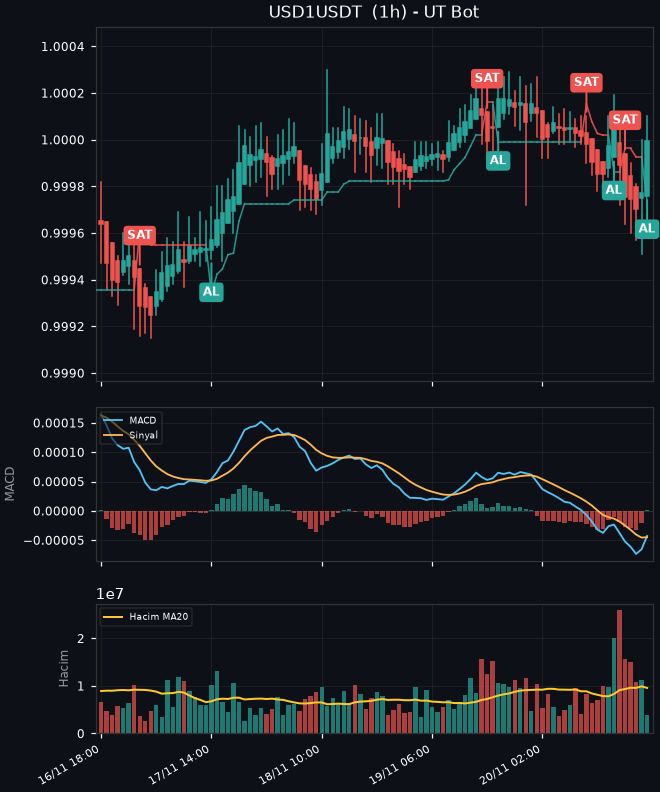 USD1USDT (1h) - UT Bot
1.0004
1.0002
1.0000
0.9998
0.9996
0.9994
0.9992
0.9990
SAT
AL
SAT
AL
SAT
AL
SAT
AL
MACD
0.00015
0.00010
0.00005
0.00000
−0.00005
MACD
Sinyal
1e7
Hacim
2
1
0
Hacim MA20
16/11 18:00
17/11 14:00
18/11 10:00
19/11 06:00
20/11 02:00